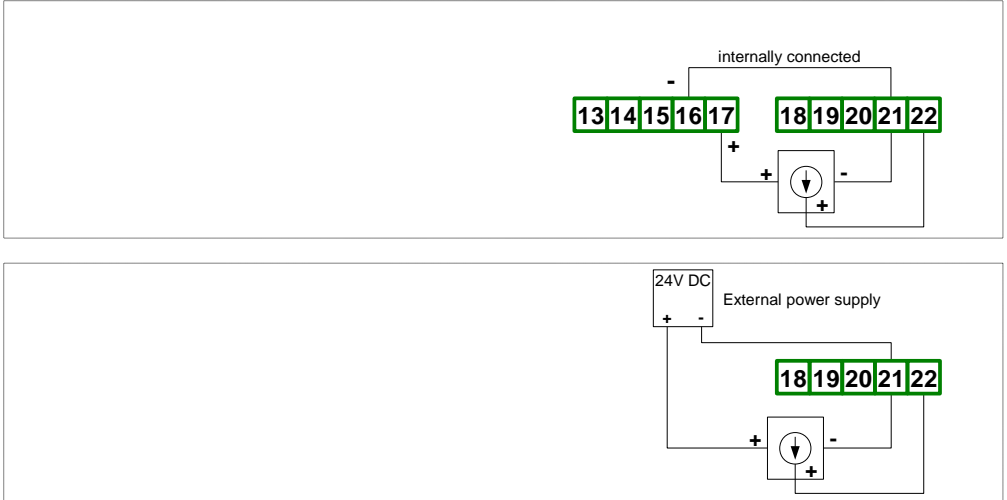 internally connected
-
13 14 15 16 17 18 19 20 21 22
+
+ -
+
24V DC
External power supply
+ -
18 19 20 21 22
+ -
+